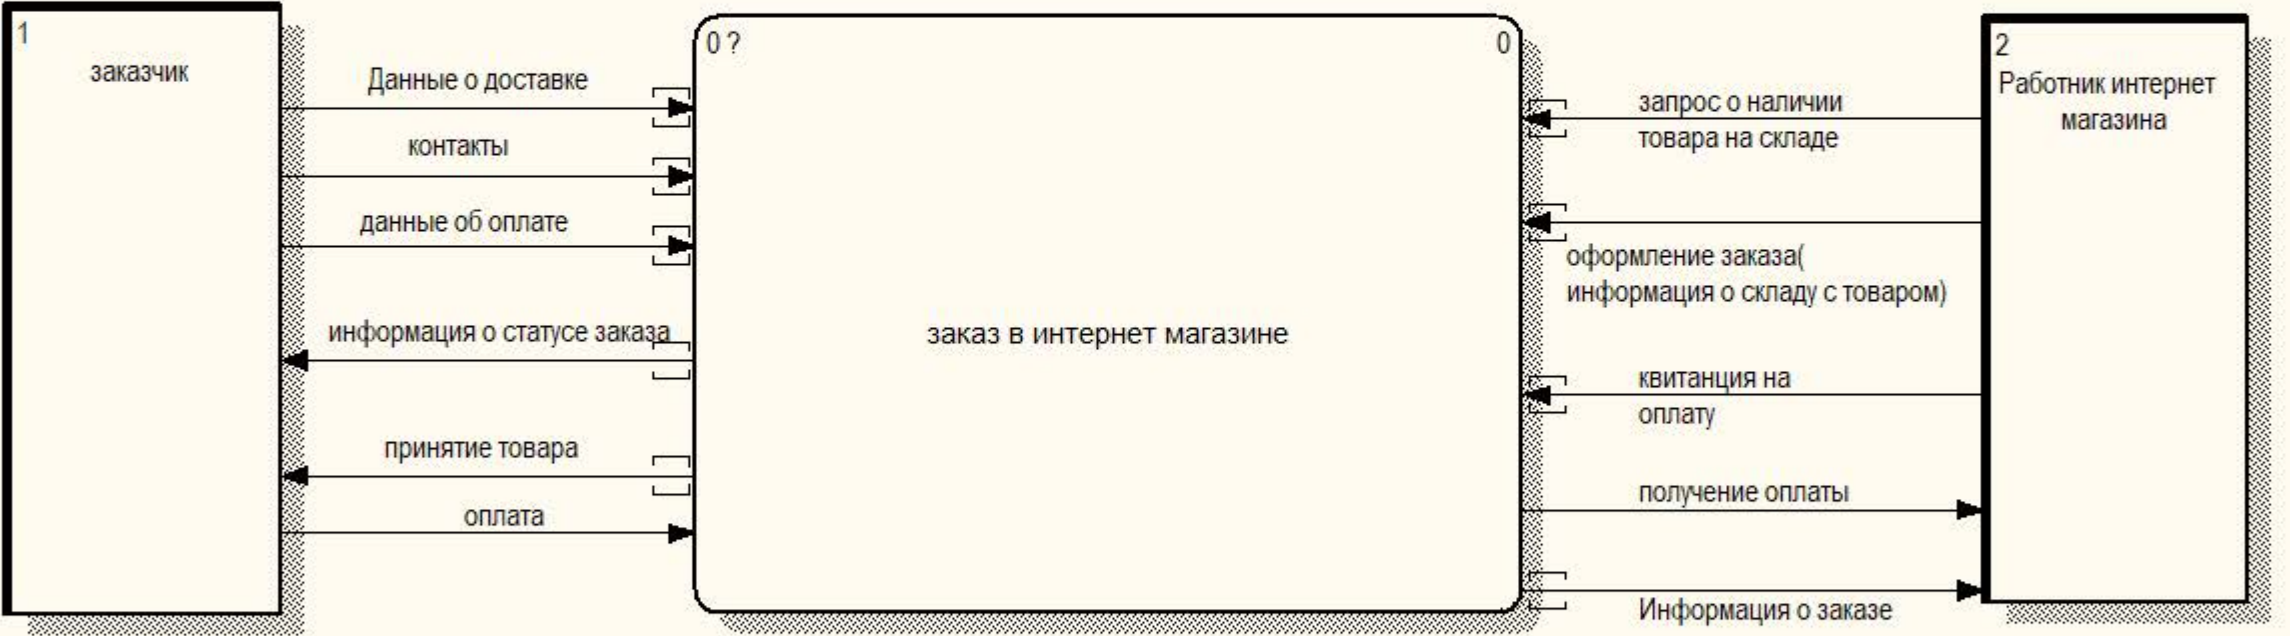 1
заказчик
Данные о доставке
контакты
данные об оплате
информация о статусе заказа
принятие товара
оплата
0 ?
0
заказ в интернет магазине
запрос о наличии
товара на складе
оформление заказа(
информация о складу с товаром)
квитанция на
оплату
получение оплаты
Информация о заказе
2
Работник интернет
магазина